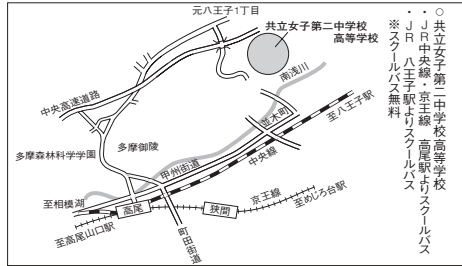 ○共立女子第二中学校高等学校
・JR中央線・京王線 高尾駅よりスクールバス
・JR 八王子駅よりスクールバス
※スクールバス無料
元八王子1丁目
共立女子第二中学校
高等学校
南浅川
中央高速道路
並木町
至八王子駅
多摩御陵
多摩森林科学学園
甲州街道
中央線
至相模湖
高尾
狭間
京王線
至めじろ台駅
至高尾山口駅
町田街道